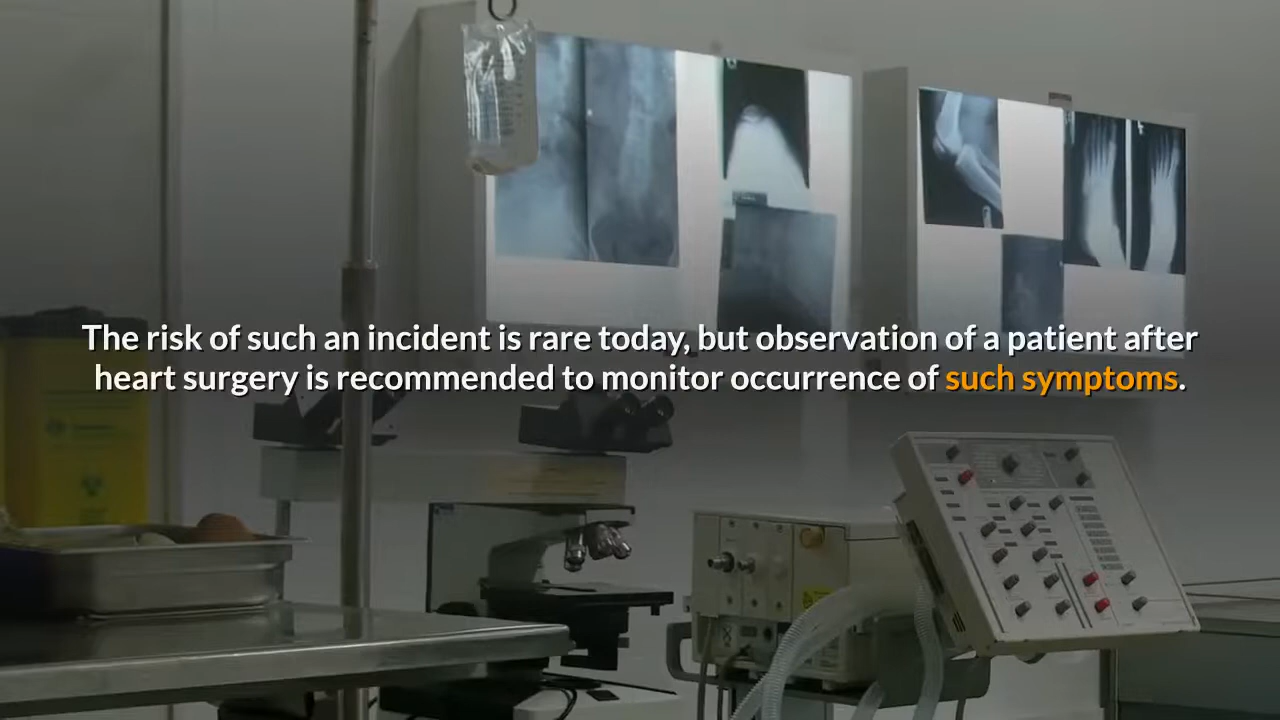 The risk of such an incident is rare today, but observation of a patient after
heart surgery is recommended to monitor occurrence of such symptoms.